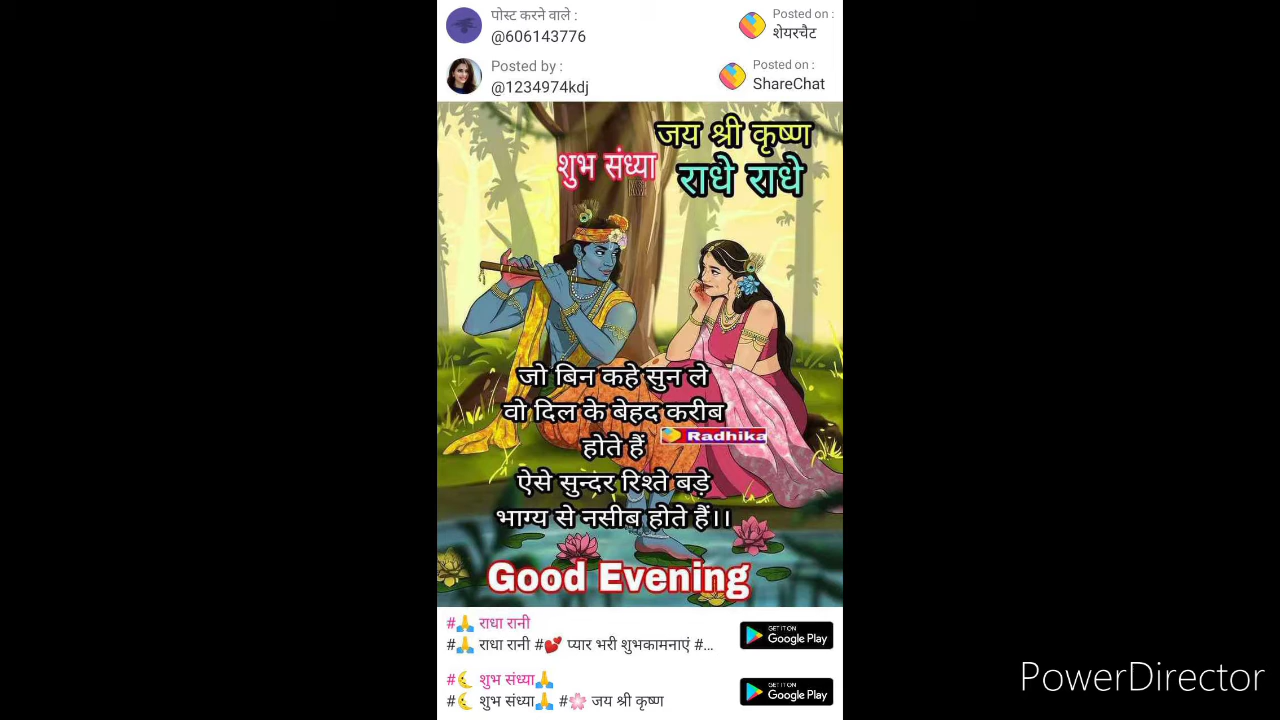 पोस्ट करने वाले :
@606143776
Posted on :
शेयरचैट
Posted by :
@1234974kdj
Posted on :
ShareChat
जय श्री कृष्ण
शुभ संध्या
राधे राधे
जो बिन कहे सुन ले
वो दिल के बेहद करीब
होते हैं
Radhika
ऐसे सुन्दर रिश्ते बड़े
भाग्य से नसीब होते हैं।।
Good Evening
#🙏 राधा रानी
#🙏 राधा रानी #💕 प्यार भरी शुभकामनाएं #...
GET IT ON
Google Play
#🌜 शुभ संध्या🙏
#🌜 शुभ संध्या🙏 #🌸 जय श्री कृष्ण
GET IT ON
Google Play
PowerDirector